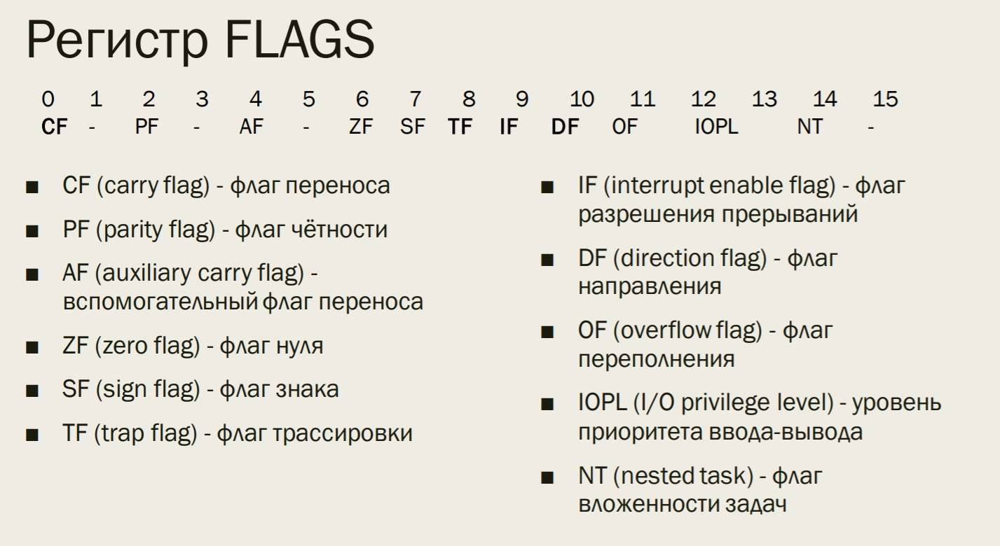 Регистр FLAGS
0 1 2 3 4 5 6 7 8 9 10 11 12 13 14 15
CF - PF - AF - ZF SF TF IF DF OF IOPL NT -
■ CF (carry flag) - флаг переноса
■ PF (parity flag) - флаг чётности
■ AF (auxiliary carry flag) -
вспомогательный флаг переноса
■ ZF (zero flag) - флаг нуля
■ SF (sign flag) - флаг знака
■ TF (trap flag) - флаг трассировки
■ IF (interrupt enable flag) - флаг
разрешения прерываний
■ DF (direction flag) - флаг
направления
■ OF (overflow flag) - флаг
переполнения
■ IOPL (I/O privilege level) - уровень
приоритета ввода-вывода
■ NT (nested task) - флаг
вложенности задач